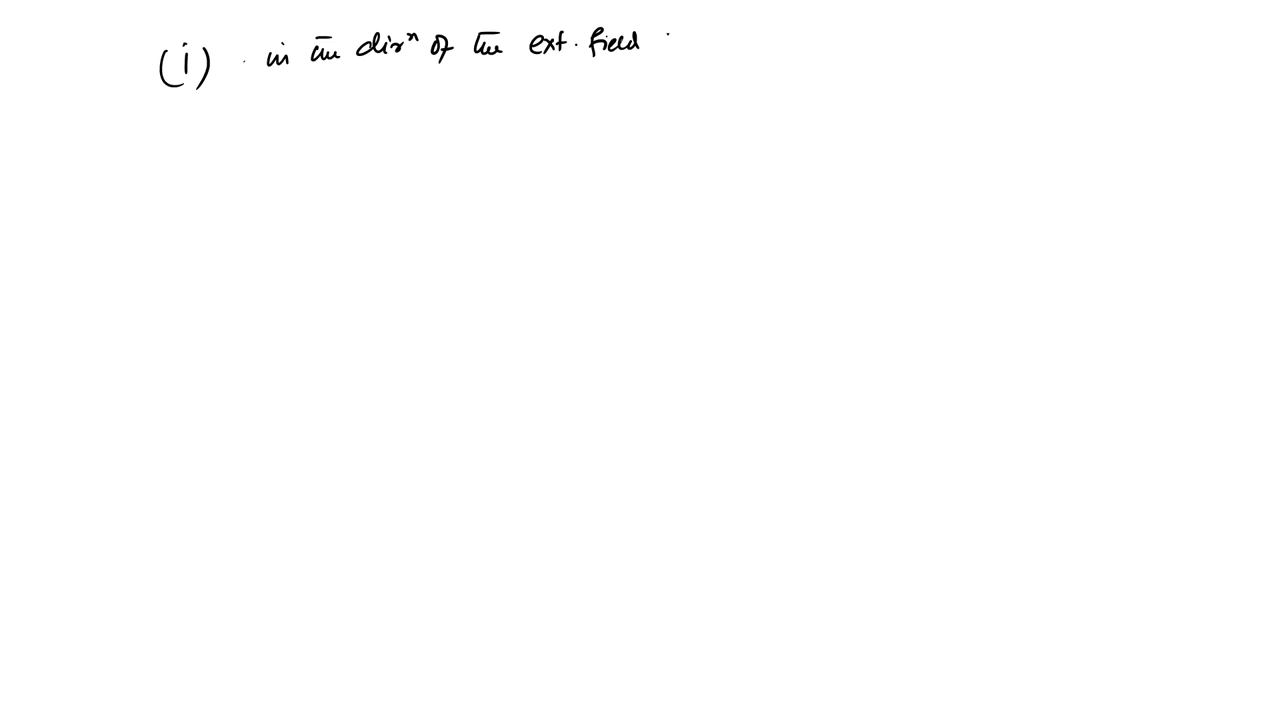 (i) in the dirⁿ of the ext. field